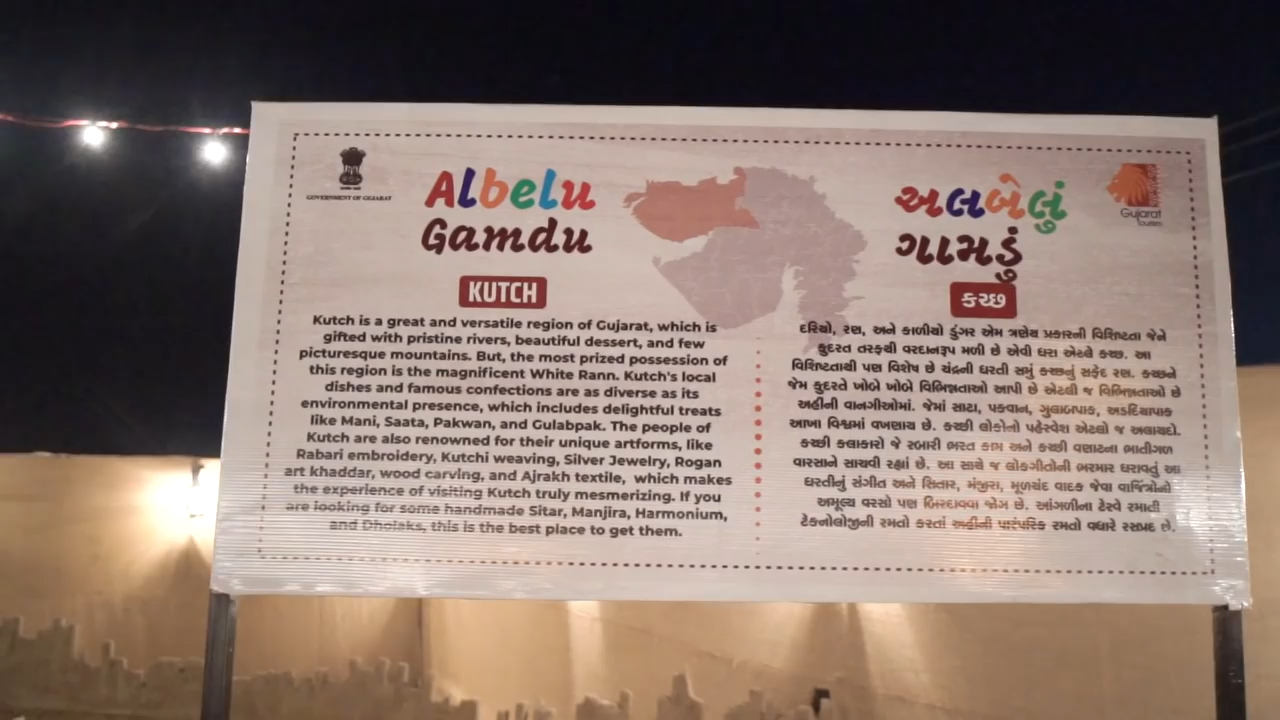 GOVERNMENT OF GUJARAT
Albelu
Gamdu
KUTCH
Kutch is a great and versatile region of Gujarat, which is
gifted with pristine rivers, beautiful dessert, and few
picturesque mountains. But, the most prized possession of
this region is the magnificent White Rann. Kutch's local
dishes and famous confections are as diverse as its
environmental presence, which includes delightful treats
like Mani, Saata, Pakwan, and Gulabpak. The people of
Kutch are also renowned for their unique artforms, like
Rabari embroidery, Kutchi weaving, Silver Jewelry, Rogan
art khaddar, wood carving, and Ajrakh textile, which makes
the experience of visiting Kutch truly mesmerizing. If you
are looking for some handmade Sitar, Manjira, Harmonium,
and Dholaks, this is the best place to get them.
અલબેલું
ગામડું
કચ્છ
Gujarat
Tourism
દરિયો, રણ, અને કાળીયો ડુંગર એમ ત્રણેય પ્રકારની વિશિષ્ટતા જેને
કુદરત તરફથી વરદાનરૂપ મળી છે એવી ધરા એટલે કચ્છ. આ
વિશિષ્ટતાથી પણ વિશેષ છે ચંદ્રની ધરતી સમું કચ્છનું સફેદ રણ. કચ્છને
જેમ કુદરતે ખોબે ખોબે વિભિન્નતાઓ આપી છે એટલી જ વિભિન્નતાઓ છે
અહીંની વાનગીઓમાં. જેમાં સાટા, પકવાન, ગુલાબપાક, અડદિયાપાક
આખા વિશ્વમાં વખણાય છે. કચ્છી લોકોનો પહેરવેશ એટલો જ અલાયદો.
કચ્છી કલાકારો જે રબારી ભરત કામ અને કચ્છી વણાટના ભાતીગળ
વારસાને સાચવી રહ્યાં છે. આ સાથે જ લોકગીતોની ભરમાર ધરાવતું આ
ધરતીનું સંગીત અને સિતાર, મંજીરા, મૂળચંદ વાદક જેવા વાજિંત્રોનો
અમૂલ્ય વરસો પણ બિરદાવવા જોગ છે. આંગળીના ટેરવે રમાતી
ટેકનોલોજીની રમતો કરતાં અહીંની પારંપરિક રમતો વધારે રસપ્રદ છે.